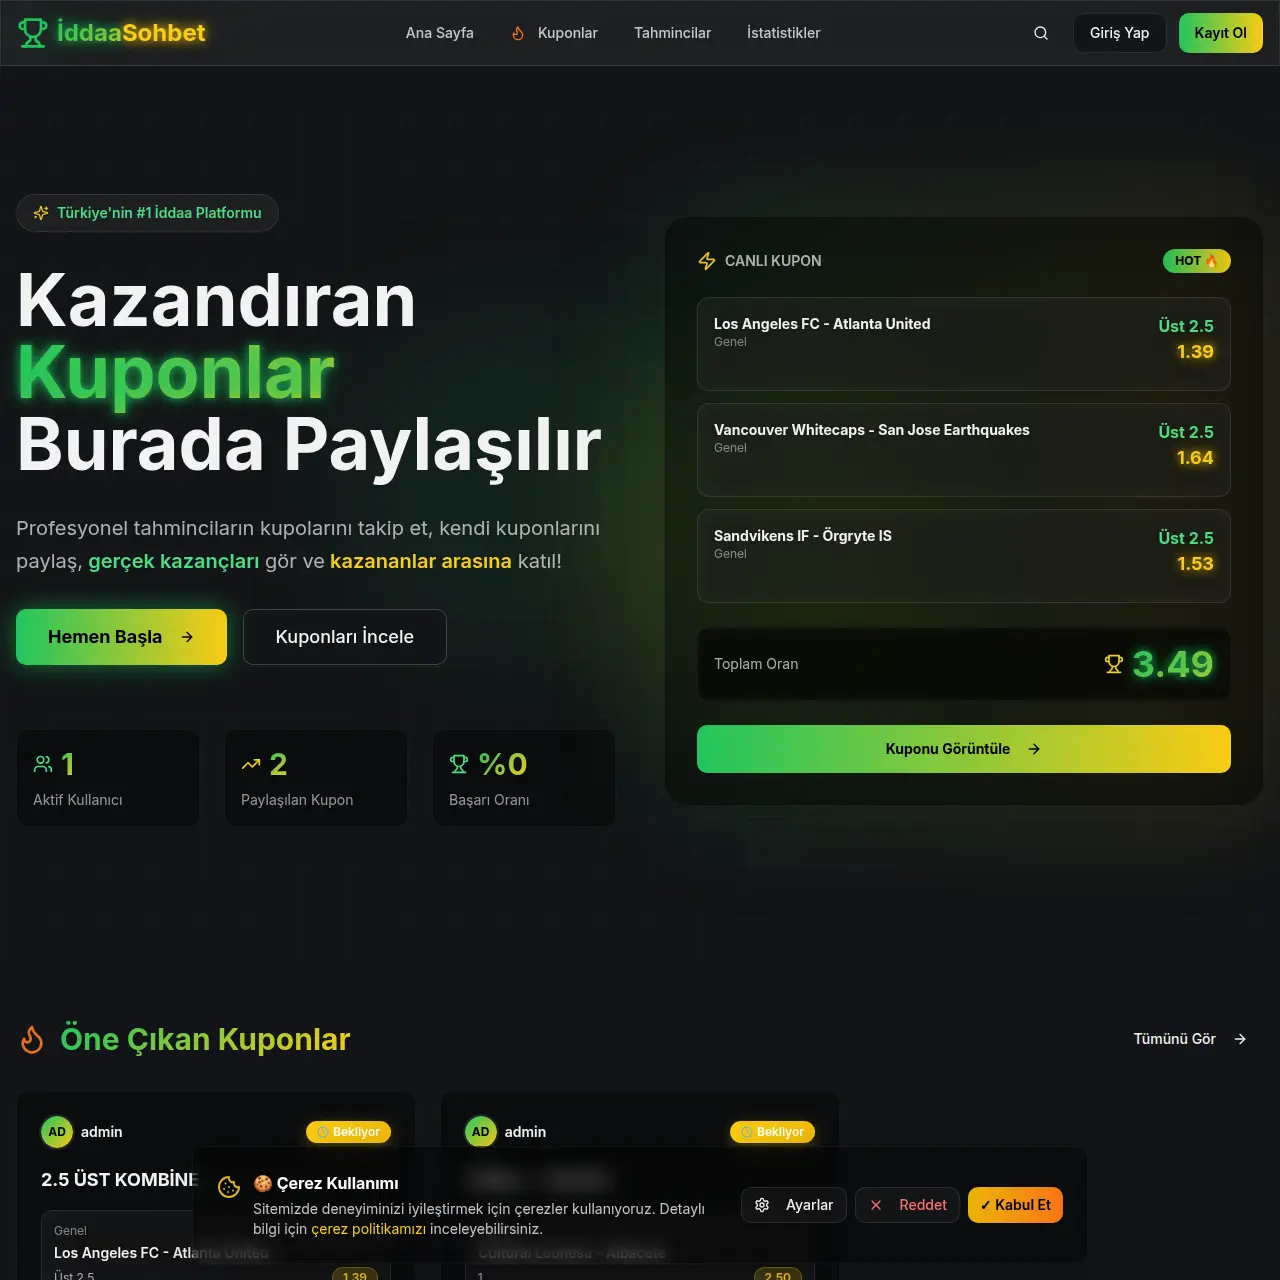 İddaaSohbet
Ana Sayfa
Kuponlar
Tahmincilar
İstatistikler
Giriş Yap
Kayıt Ol
Türkiye'nin #1 İddaa Platformu
Kazandıran
Kuponlar
Burada Paylaşılır
Profesyonel tahminciların kupolarını takip et, kendi kuponlarını
paylaş, gerçek kazançları gör ve kazananlar arasına katıl!
Hemen Başla
Kuponları İncele
1
Aktif Kullanıcı
2
Paylaşılan Kupon
%0
Başarı Oranı
CANLI KUPON
HOT 🔥
Los Angeles FC - Atlanta United
Genel
Üst 2.5
1.39
Vancouver Whitecaps - San Jose Earthquakes
Genel
Üst 2.5
1.64
Sandvikens IF - Örgryte IS
Genel
Üst 2.5
1.53
Toplam Oran
3.49
Kuponu Görüntüle
Öne Çıkan Kuponlar
Tümünü Gör
AD
admin
Bekliyor
2.5 ÜST KOMBİNE
Genel
Los Angeles FC - Atlanta United
Üst 2.5
1.39
AD
admin
Bekliyor
Cultural Leonesa - Albacete
1
2.50
🍪 Çerez Kullanımı
Sitemizde deneyiminizi iyileştirmek için çerezler kullanıyoruz. Detaylı
bilgi için çerez politikamızı inceleyebilirsiniz.
Ayarlar
Reddet
✓ Kabul Et